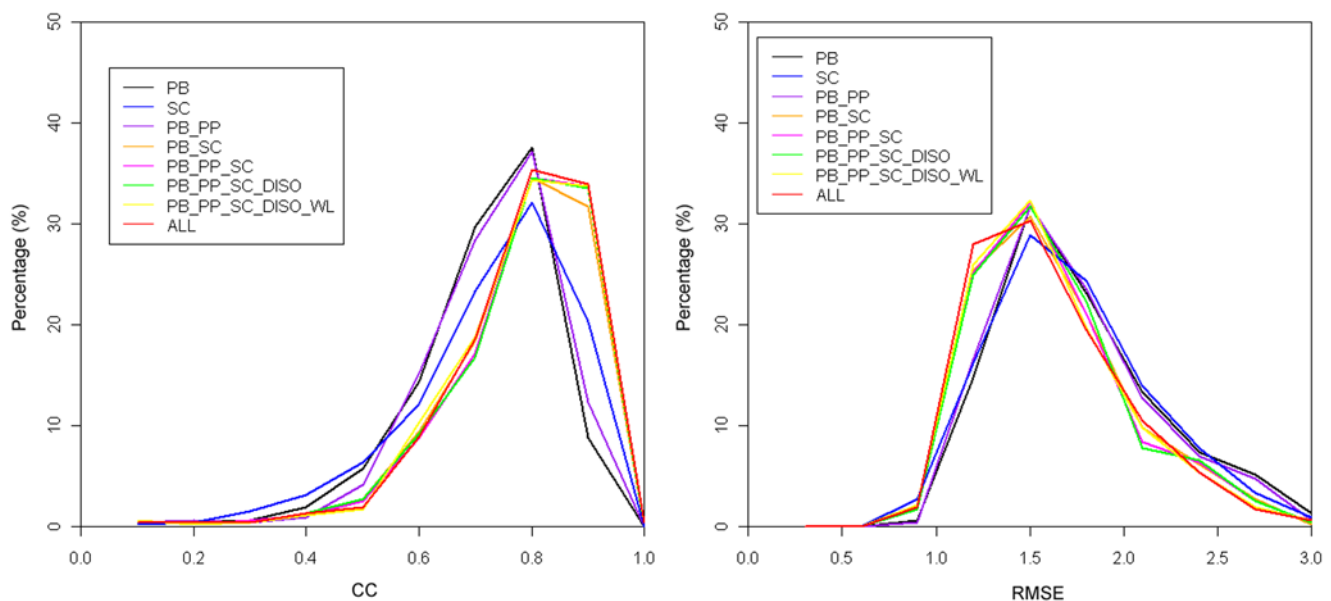 50
40
30
20
10
0
Percentage (%)
PB
SC
PB_PP
PB_SC
PB_PP_SC
PB_PP_SC_DISO
PB_PP_SC_DISO_WL
ALL
0.0 0.2 0.4 0.6 0.8 1.0
CC
50
40
30
20
10
0
Percentage (%)
PB
SC
PB_PP
PB_SC
PB_PP_SC
PB_PP_SC_DISO
PB_PP_SC_DISO_WL
ALL
0.0 0.5 1.0 1.5 2.0 2.5 3.0
RMSE